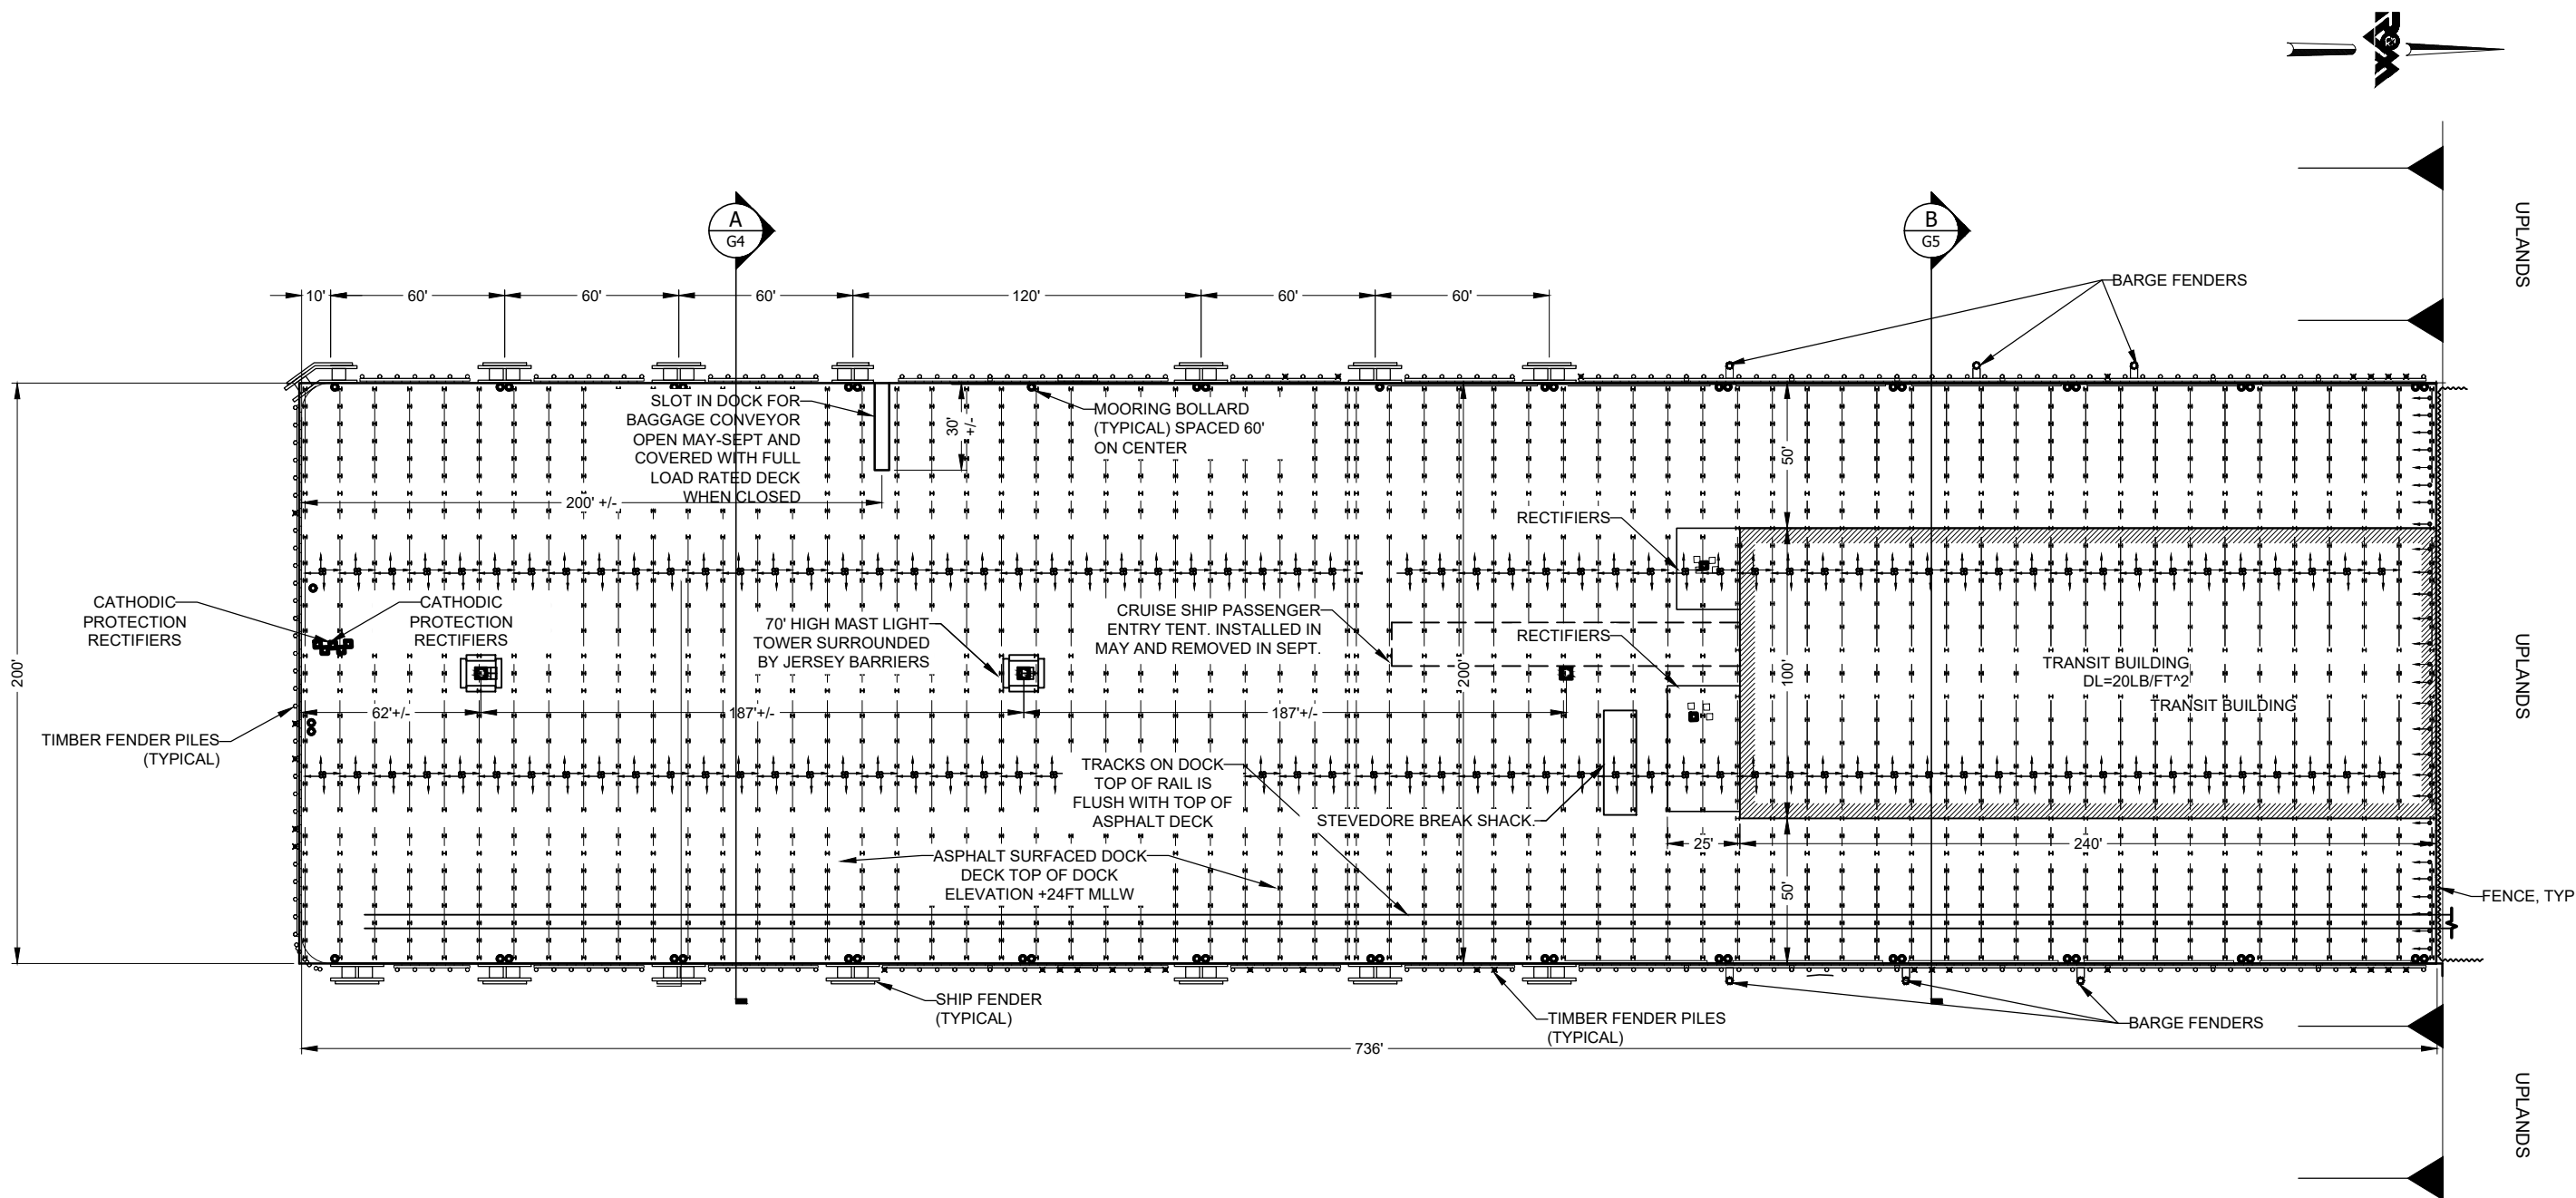 UPLANDS
A
G4
B
G5
BARGE FENDERS
10'
60'
60'
60'
120'
60'
60'
SLOT IN DOCK FOR
BAGGAGE CONVEYOR
OPEN MAY-SEPT AND
COVERED WITH FULL
LOAD RATED DECK
WHEN CLOSED
30'
+/-
MOORING BOLLARD
(TYPICAL) SPACED 60'
ON CENTER
50'
200' +/-
RECTIFIERS
CATHODIC
PROTECTION
RECTIFIERS
CATHODIC
PROTECTION
RECTIFIERS
70' HIGH MAST LIGHT
TOWER SURROUNDED
BY JERSEY BARRIERS
CRUISE SHIP PASSENGER
ENTRY TENT. INSTALLED IN
MAY AND REMOVED IN SEPT.
RECTIFIERS
200'
200'
100'
TRANSIT BUILDING
DL=20LB/FT^2
TRANSIT BUILDING
UPLANDS
62'+/-
187'+/-
187'+/-
TIMBER FENDER PILES
(TYPICAL)
TRACKS ON DOCK
TOP OF RAIL IS
FLUSH WITH TOP OF
ASPHALT DECK
STEVEDORE BREAK SHACK.
25'
240'
ASPHALT SURFACED DOCK
DECK TOP OF DOCK
ELEVATION +24FT MLLW
50'
FENCE, TYP
SHIP FENDER
(TYPICAL)
TIMBER FENDER PILES
(TYPICAL)
BARGE FENDERS
736'
UPLANDS